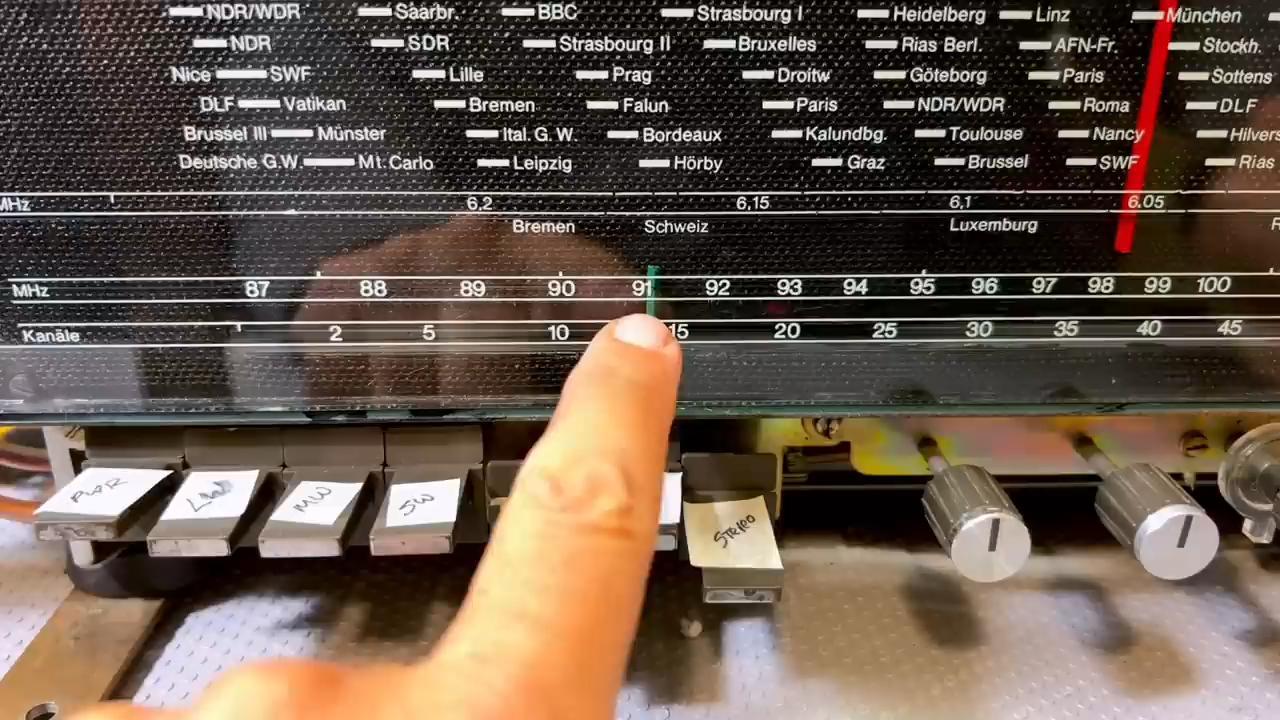 NDR/WDR Saarbr. BBC Strasbourg I Heidelberg Linz München
NDR SDR Strasbourg II Bruxelles Rias Berl. AFN-Fr. Stockh.
Nice SWF Lille Prag Droitw Göteborg Paris Sottens
DLF Vatikan Bremen Falun Paris NDR/WDR Roma DLF
Brussel III Münster Ital. G. W. Bordeaux Kalundbg. Toulouse Nancy Hilvers
Deutsche G.W. Mt. Carlo Leipzig Hörby Graz Brussel SWF Rias
MHz 6,2 6,15 6,1 6.05
Bremen Schweiz Luxemburg
MHz 87 88 89 90 91 92 93 94 95 96 97 98 99 100
Kanäle 2 5 10 15 20 25 30 35 40 45
PWR LW MW SW STEREO